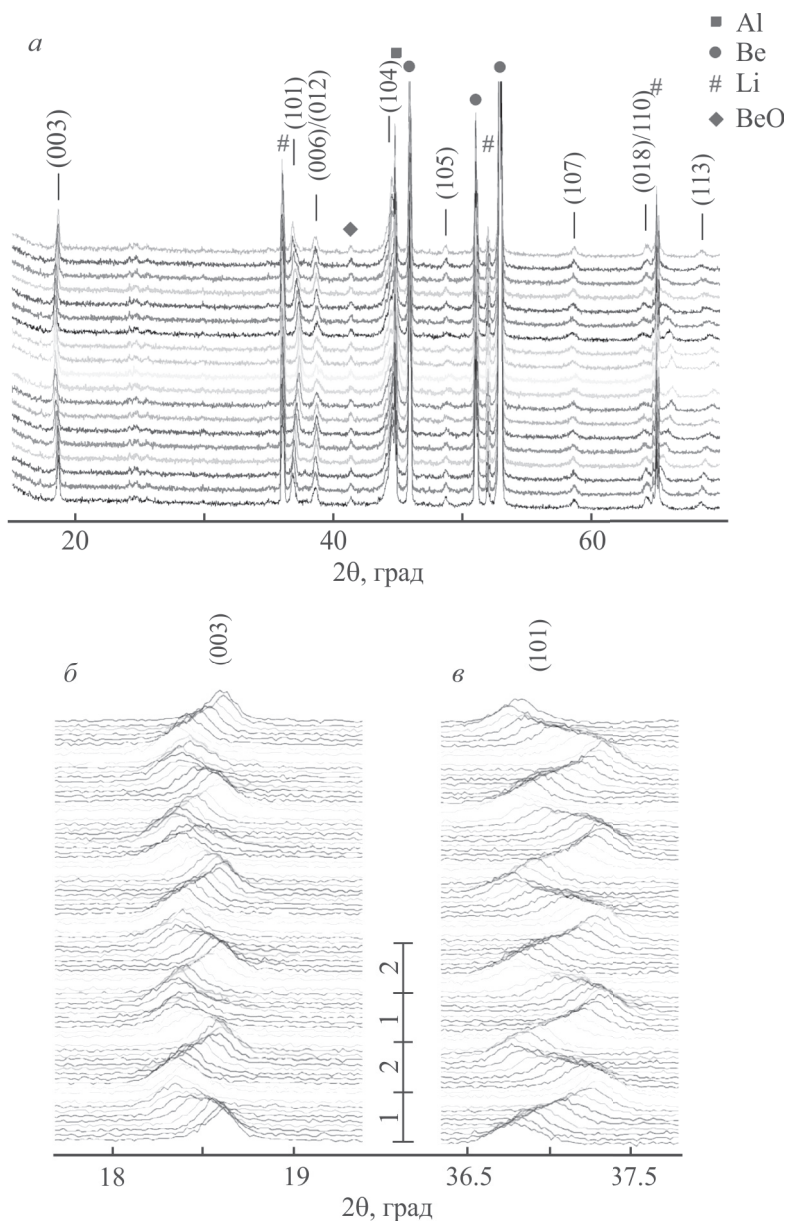 а
■ Al
● Be
# Li
◆ BeO
(003)
#
(101)
(006)/(012)
(104)
(105)
#
(107)
(018)/110)
#
(113)
20
40
60
2θ, град
б
(003)
в
(101)
2
1
2
1
18
19
36.5
37.5
2θ, град